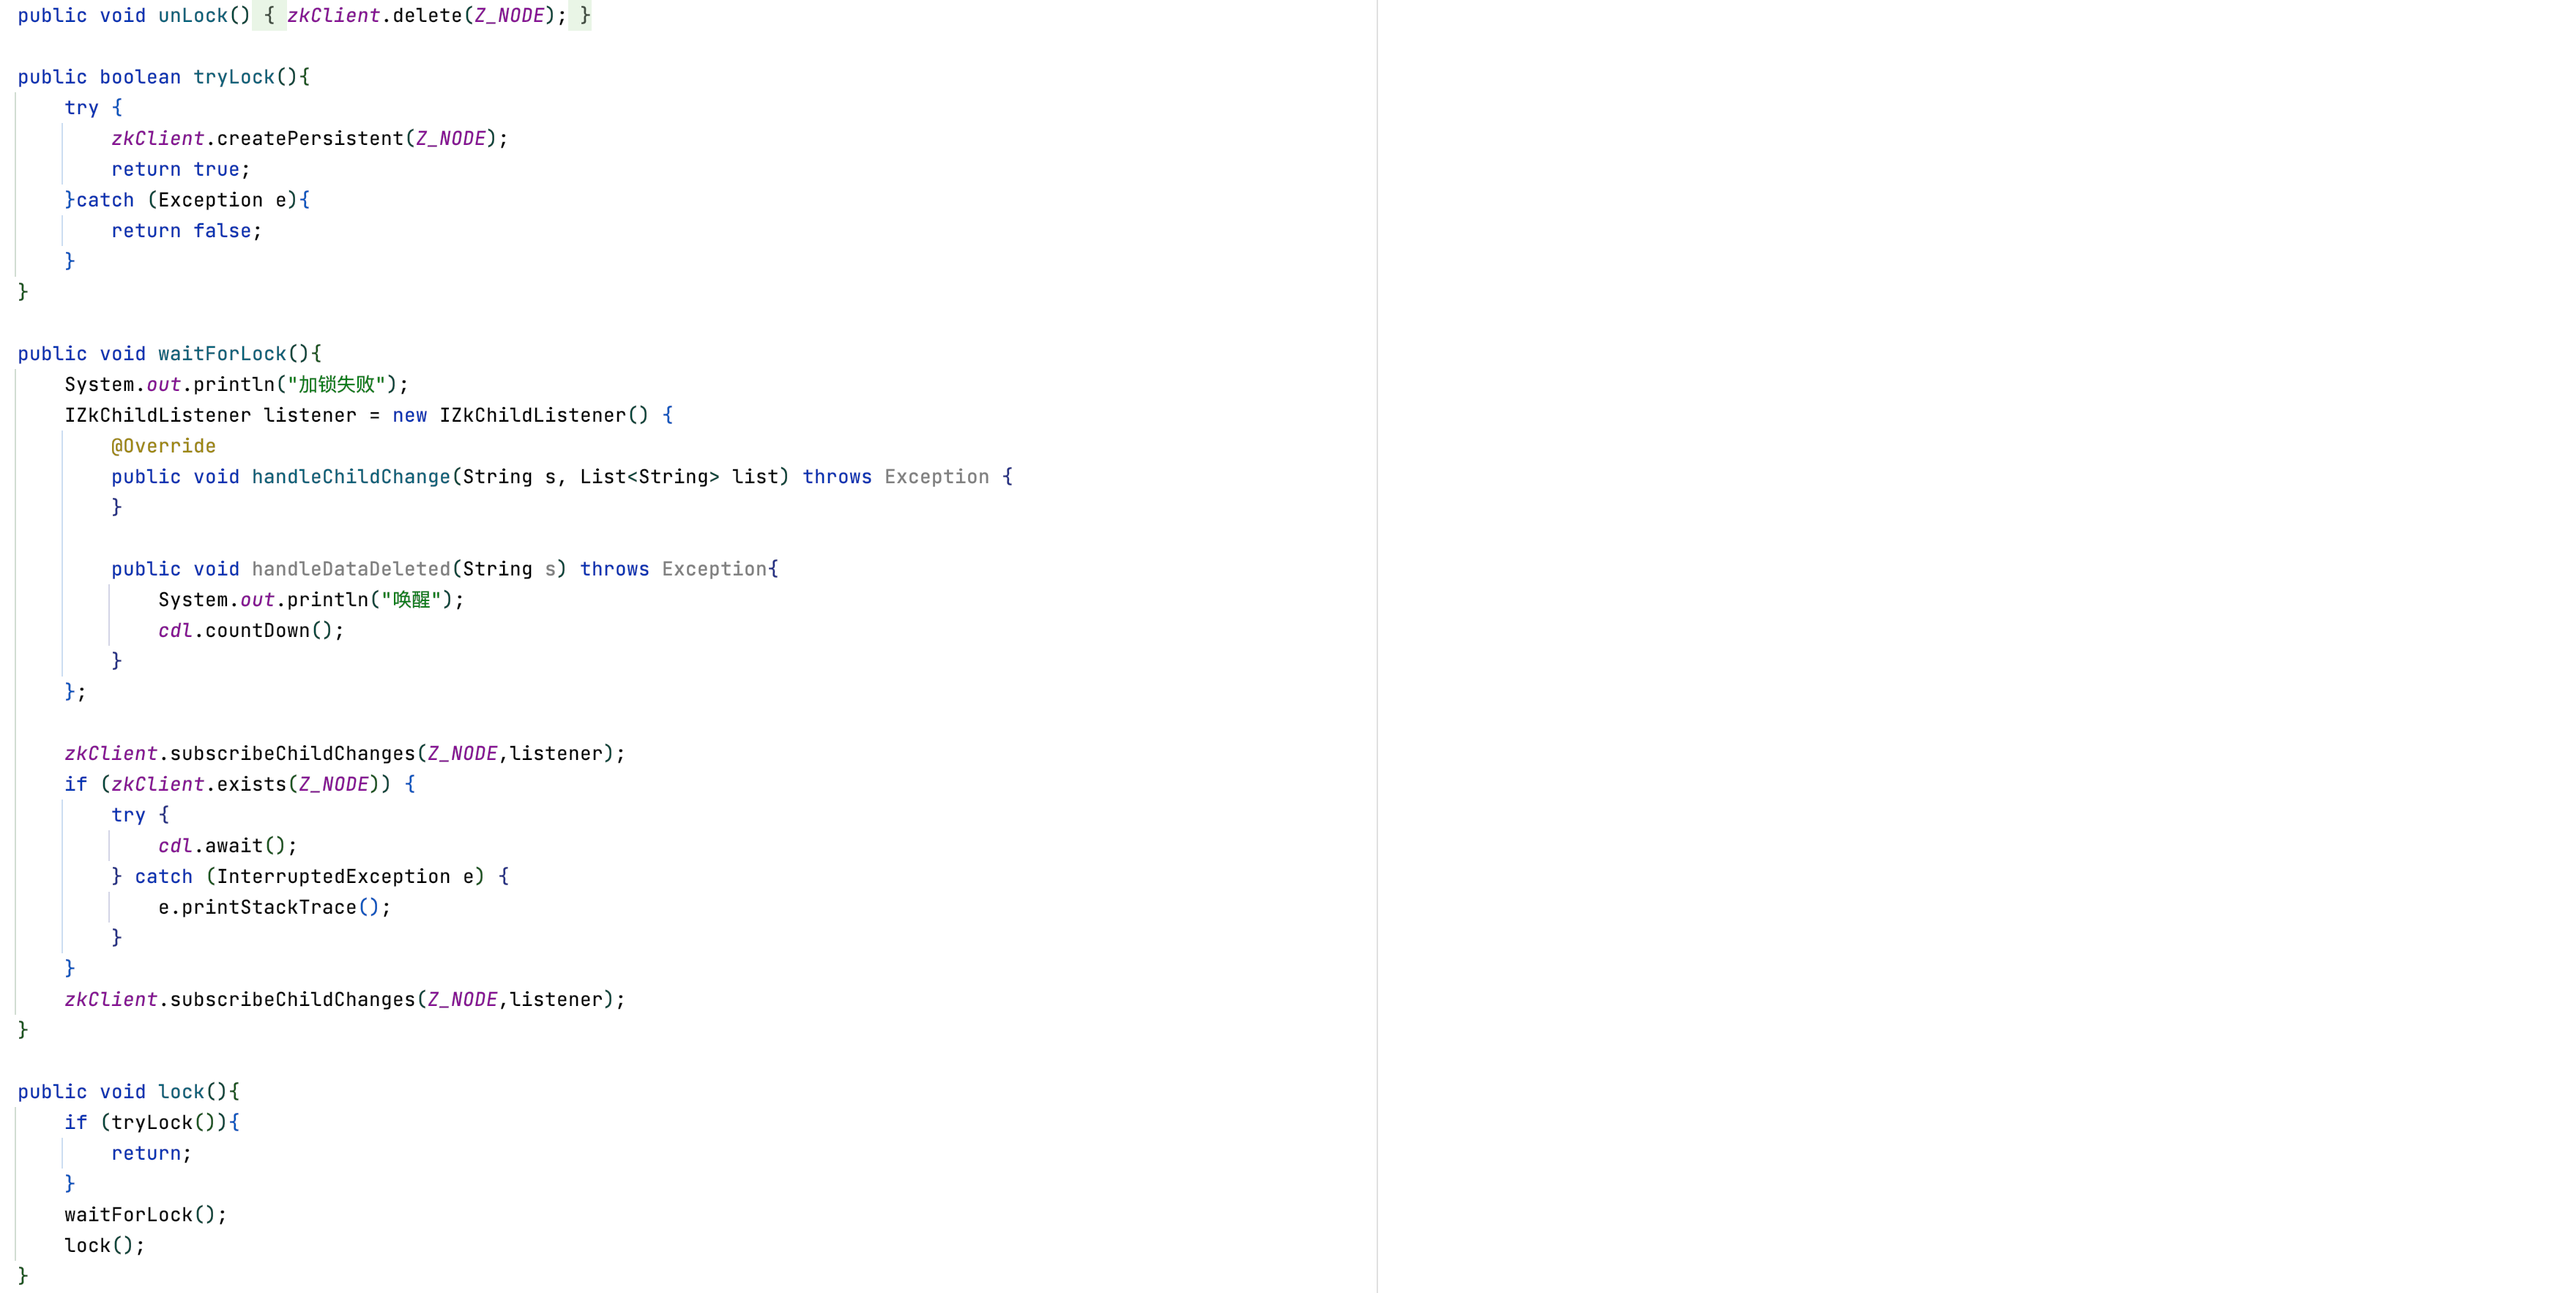 public void unLock() { zkClient.delete(Z_NODE); }
public boolean tryLock(){
try {
zkClient.createPersistent(Z_NODE);
return true;
}catch (Exception e){
return false;
}
}
public void waitForLock(){
System.out.println("加锁失败");
IZkChildListener listener = new IZkChildListener() {
@Override
public void handleChildChange(String s, List<String> list) throws Exception {
}
public void handleDataDeleted(String s) throws Exception{
System.out.println("唤醒");
cdl.countDown();
}
};
zkClient.subscribeChildChanges(Z_NODE,listener);
if (zkClient.exists(Z_NODE)) {
try {
cdl.await();
} catch (InterruptedException e) {
e.printStackTrace();
}
}
zkClient.subscribeChildChanges(Z_NODE,listener);
}
public void lock(){
if (tryLock()){
return;
}
waitForLock();
lock();
}